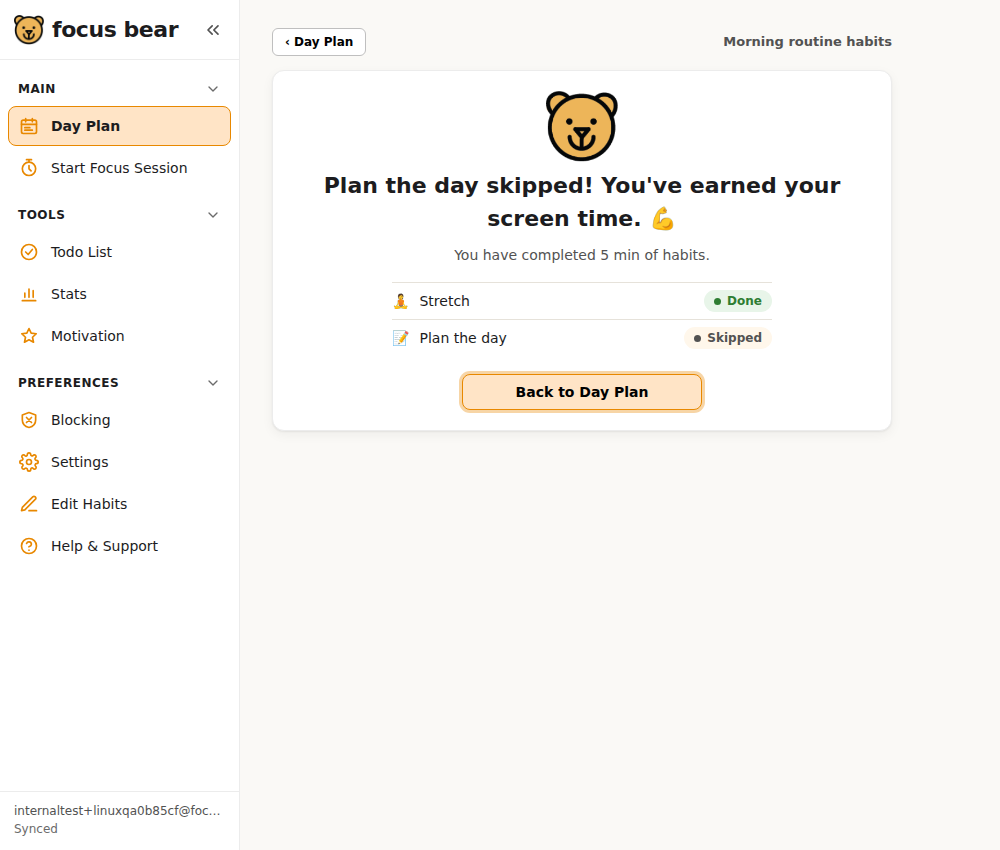 focus bear
MAIN
Day Plan
Start Focus Session
TOOLS
Todo List
Stats
Motivation
PREFERENCES
Blocking
Settings
Edit Habits
Help & Support
internaltest+linuxqa0b85cf@foc...
Synced
‹ Day Plan
Morning routine habits
Plan the day skipped! You've earned your
screen time. 💪
You have completed 5 min of habits.
Stretch
Done
Plan the day
Skipped
Back to Day Plan